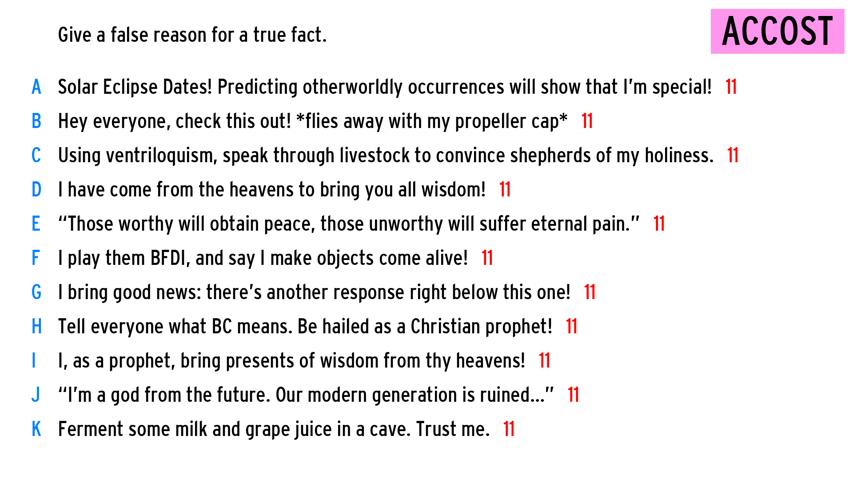 Give a false reason for a true fact.
ACCOST
A Solar Eclipse Dates! Predicting otherworldly occurrences will show that I'm special! 11
B Hey everyone, check this out! *flies away with my propeller cap* 11
C Using ventriloquism, speak through livestock to convince shepherds of my holiness. 11
D I have come from the heavens to bring you all wisdom! 11
E “Those worthy will obtain peace, those unworthy will suffer eternal pain.” 11
F I play them BFDI, and say I make objects come alive! 11
G I bring good news: there's another response right below this one! 11
H Tell everyone what BC means. Be hailed as a Christian prophet! 11
I I, as a prophet, bring presents of wisdom from thy heavens! 11
J “I'm a god from the future. Our modern generation is ruined...” 11
K Ferment some milk and grape juice in a cave. Trust me. 11